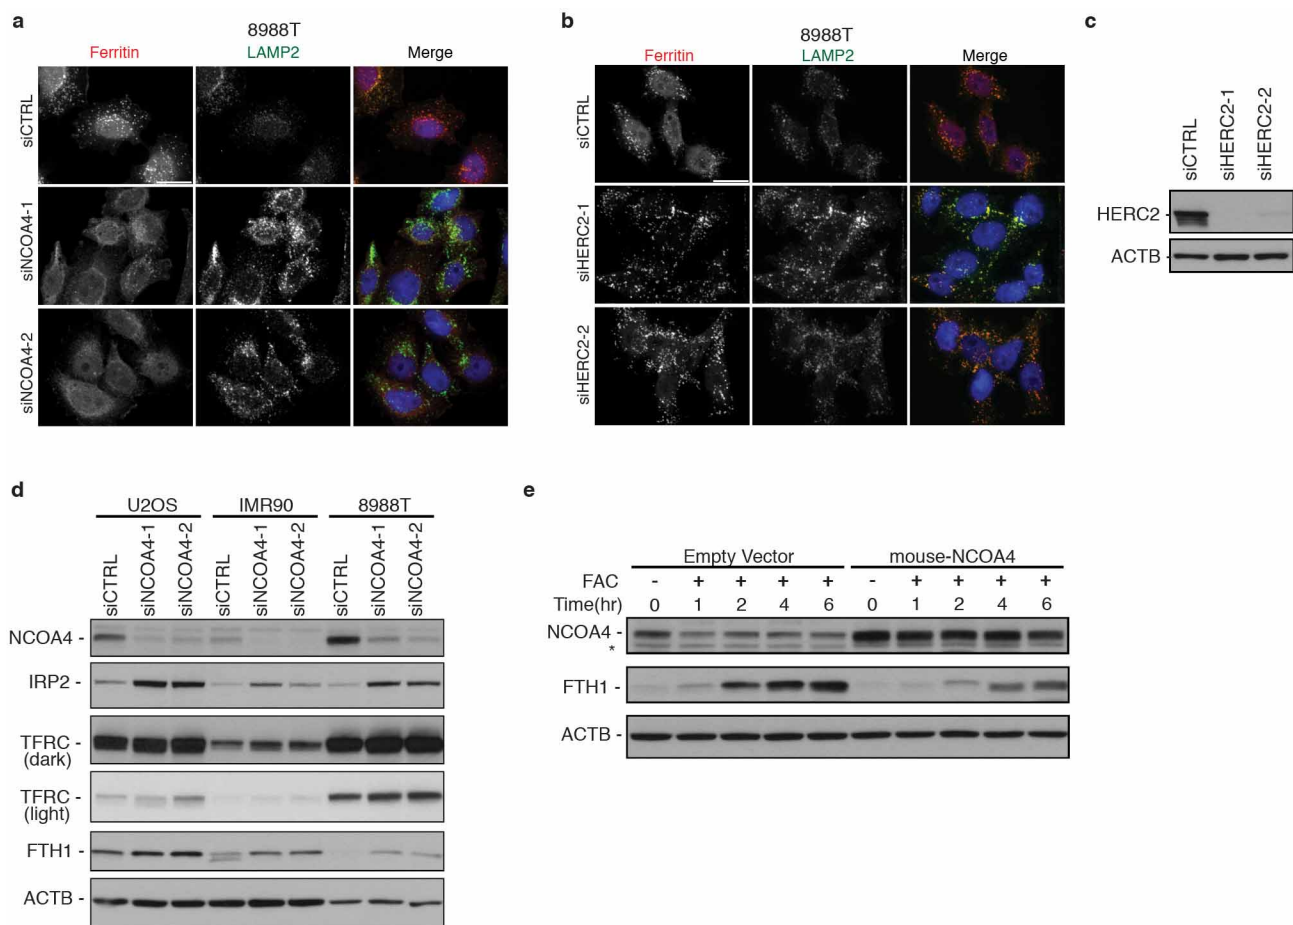 a
8988T
Ferritin LAMP2 Merge
siCTRL
siNCOA4-1
siNCOA4-2
b
8988T
Ferritin LAMP2 Merge
siCTRL
siHERC2-1
siHERC2-2
c
siCTRL siHERC2-1 siHERC2-2
HERC2 -
ACTB -
d
U2OS IMR90 8988T
siCTRL siNCOA4-1 siNCOA4-2 siCTRL siNCOA4-1 siNCOA4-2 siCTRL siNCOA4-1 siNCOA4-2
NCOA4 -
IRP2 -
TFRC -
(dark)
TFRC -
(light)
FTH1 -
ACTB -
e
Empty Vector mouse-NCOA4
FAC - + + + + - + + + +
Time(hr) 0 1 2 4 6 0 1 2 4 6
NCOA4 -
*
FTH1 -
ACTB -